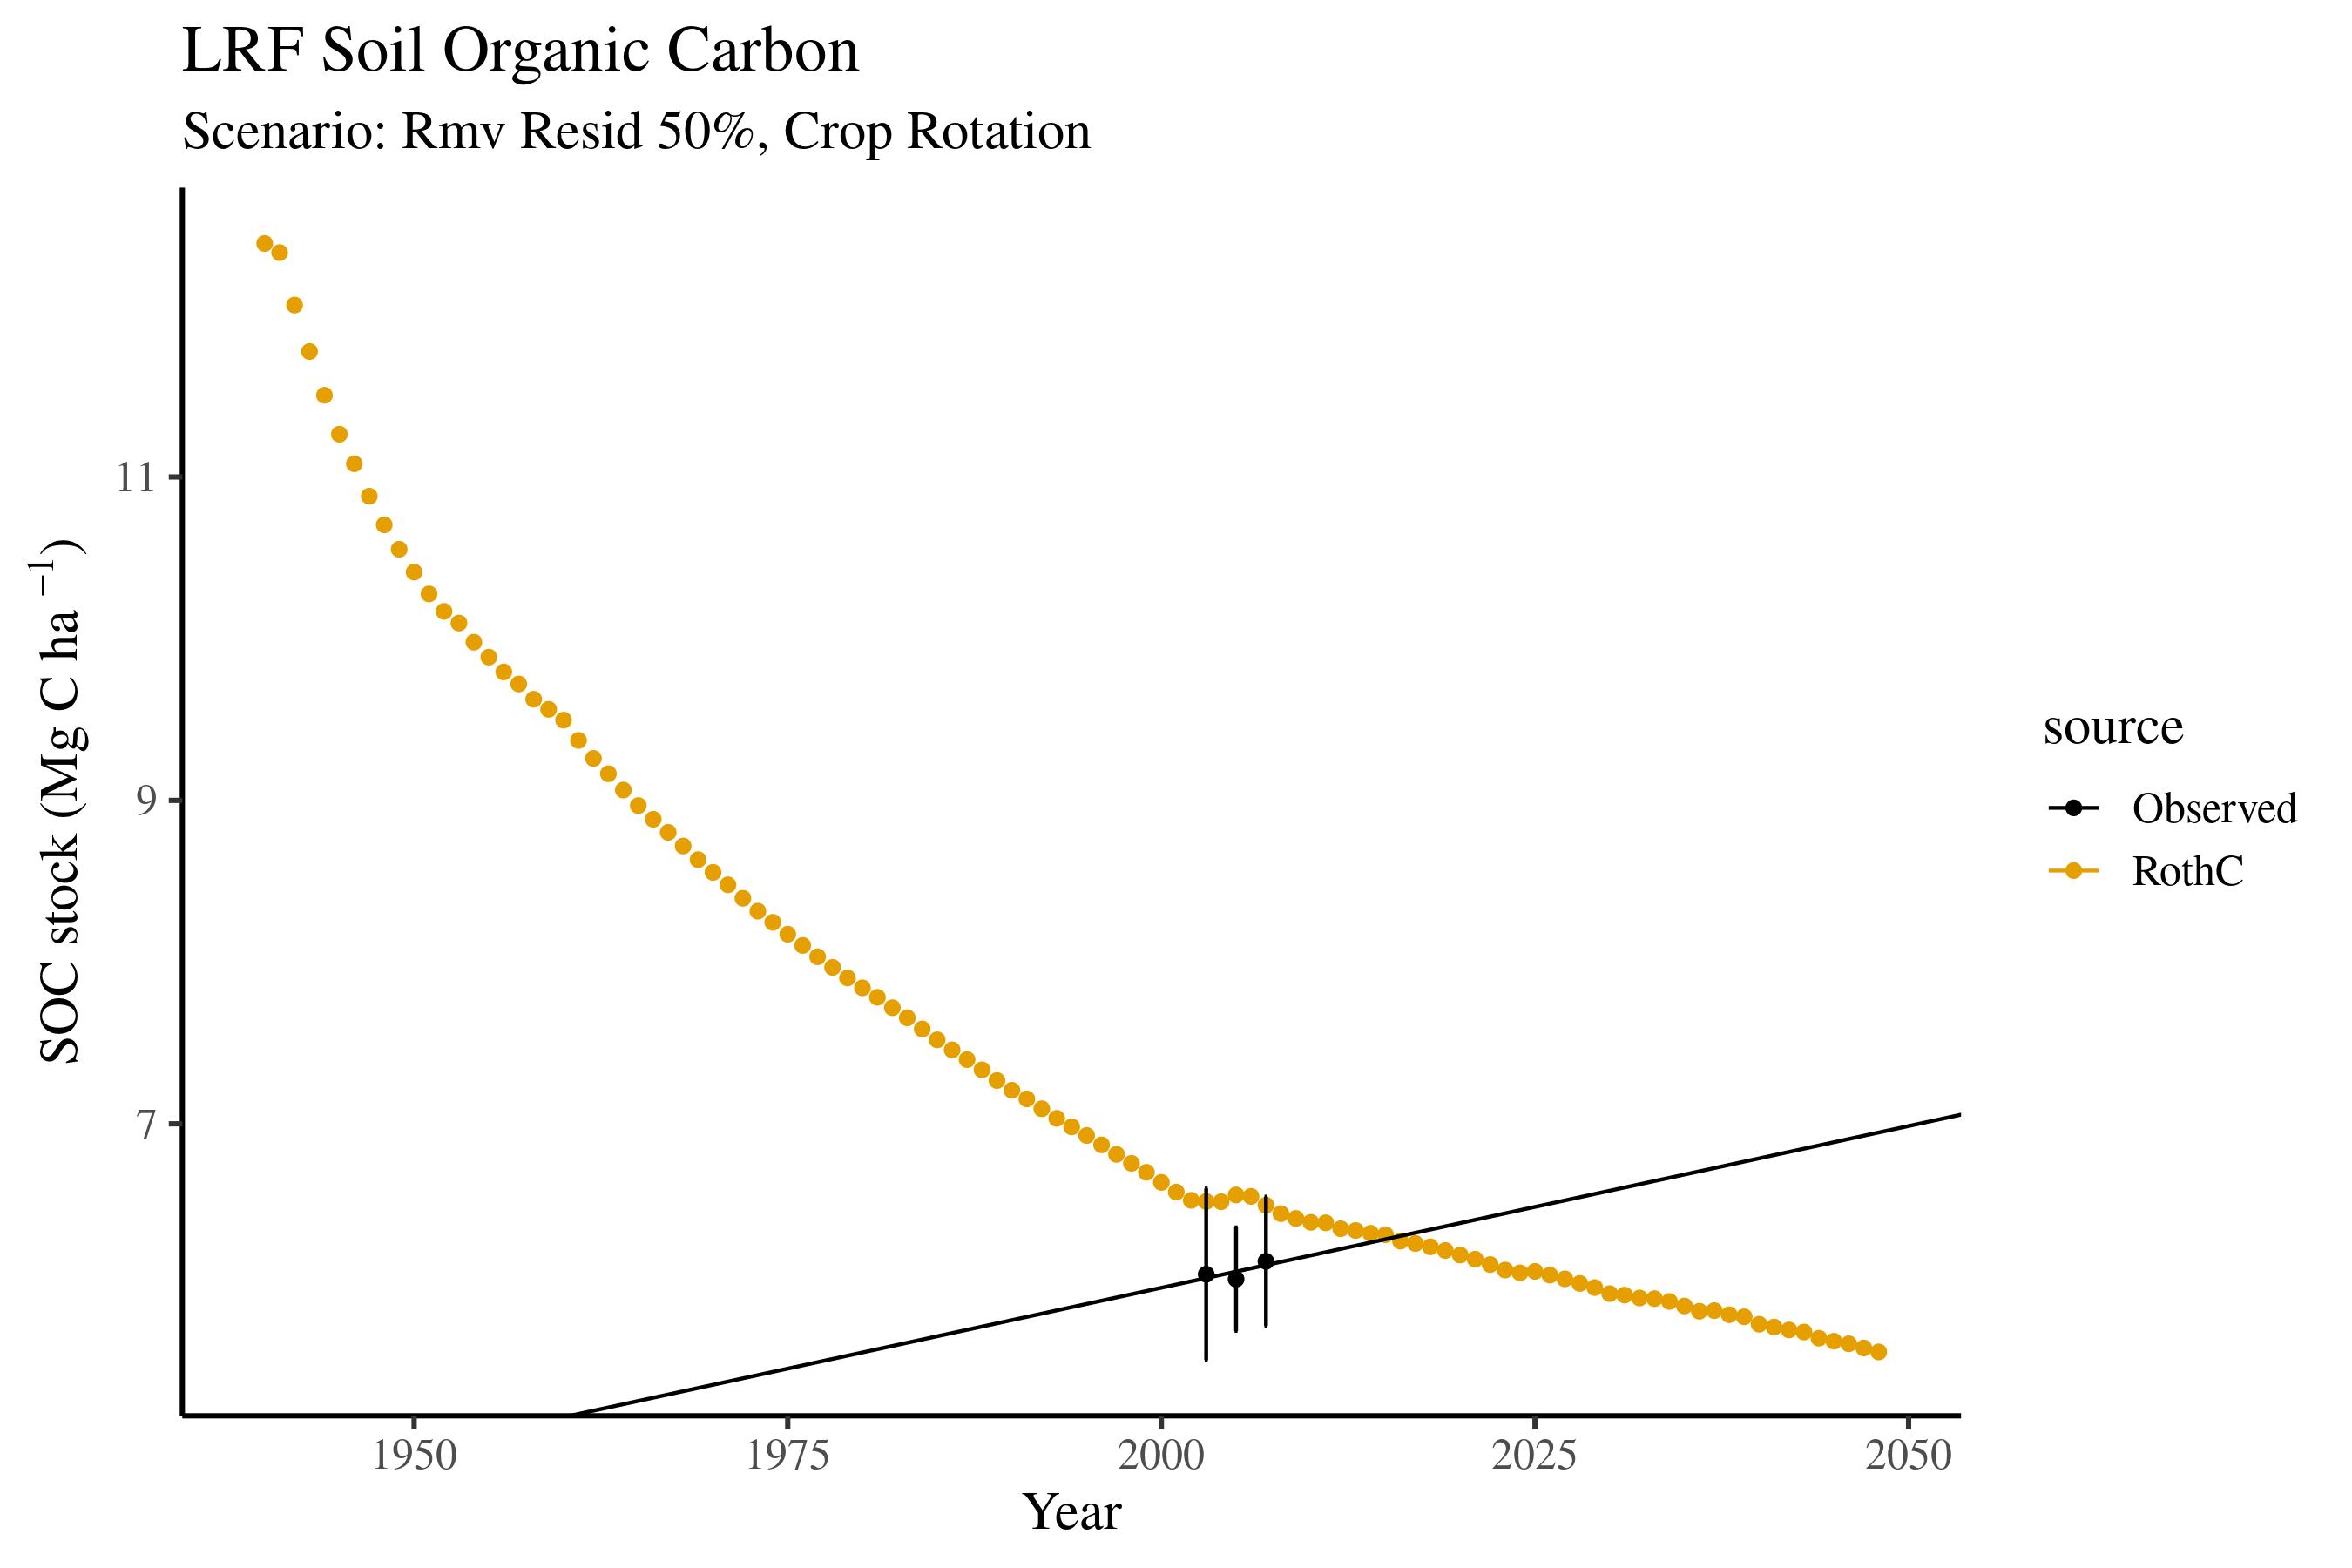 LRF Soil Organic Carbon
Scenario: Rmv Resid 50%, Crop Rotation
SOC stock (Mg C ha⁻¹)
11
9
7
1950
1975
2000
2025
2050
Year
source
Observed
RothC